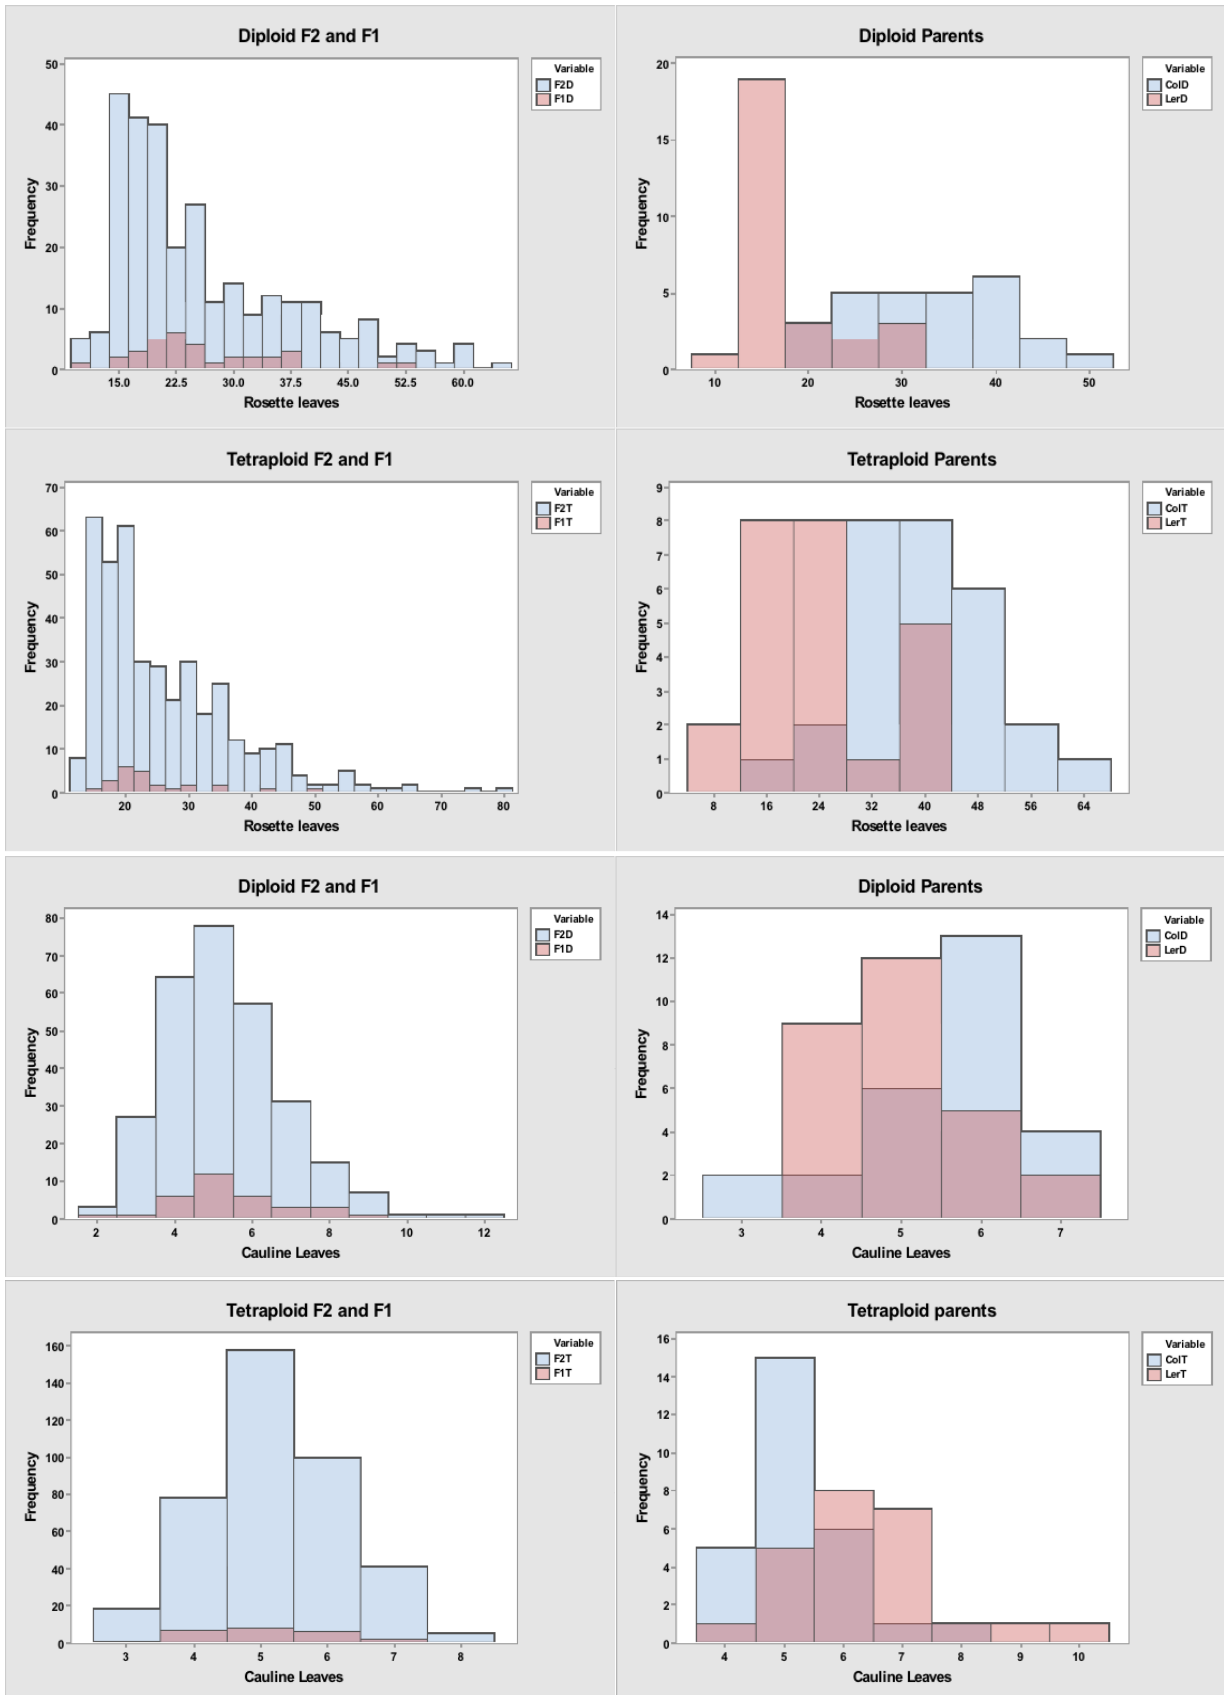 Diploid F2 and F1
Variable
F2D
F1D
Frequency
50
40
30
20
10
0
15.0 22.5 30.0 37.5 45.0 52.5 60.0
Rosette leaves
Diploid Parents
Variable
ColD
LerD
Frequency
20
15
10
5
0
10 20 30 40 50
Rosette leaves
Tetraploid F2 and F1
Variable
F2T
F1T
Frequency
70
60
50
40
30
20
10
0
20 30 40 50 60 70 80
Rosette leaves
Tetraploid Parents
Variable
ColT
LerT
Frequency
9
8
7
6
5
4
3
2
1
0
8 16 24 32 40 48 56 64
Rosette leaves
Diploid F2 and F1
Variable
F2D
F1D
Frequency
80
70
60
50
40
30
20
10
0
2 4 6 8 10 12
Cauline Leaves
Diploid Parents
Variable
ColD
LerD
Frequency
14
12
10
8
6
4
2
0
3 4 5 6 7
Cauline Leaves
Tetraploid F2 and F1
Variable
F2T
F1T
Frequency
160
140
120
100
80
60
40
20
0
3 4 5 6 7 8
Cauline Leaves
Tetraploid parents
Variable
ColT
LerT
Frequency
16
14
12
10
8
6
4
2
0
4 5 6 7 8 9 10
Cauline Leaves